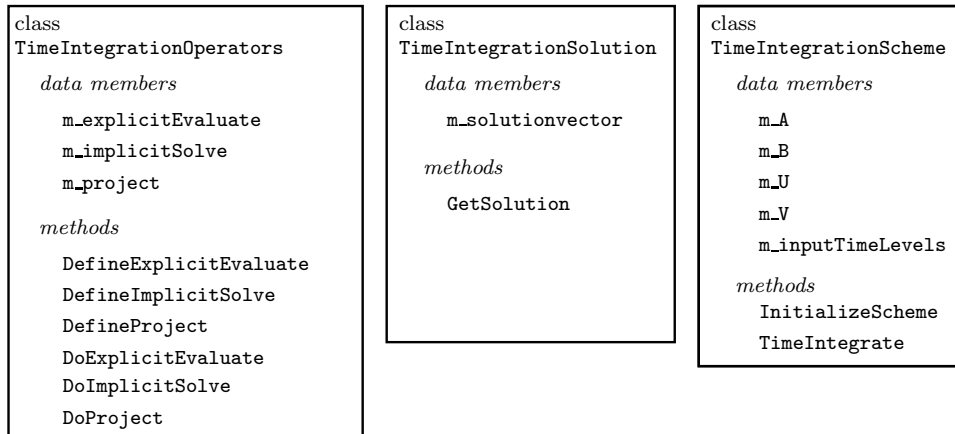 class
TimeIntegrationOperators
data members
m_explicitEvaluate
m_implicitSolve
m_project
methods
DefineExplicitEvaluate
DefineImplicitSolve
DefineProject
DoExplicitEvaluate
DoImplicitSolve
DoProject
class
TimeIntegrationSolution
data members
m_solutionvector
methods
GetSolution
class
TimeIntegrationScheme
data members
m_A
m_B
m_U
m_V
m_inputTimeLevels
methods
InitializeScheme
TimeIntegrate